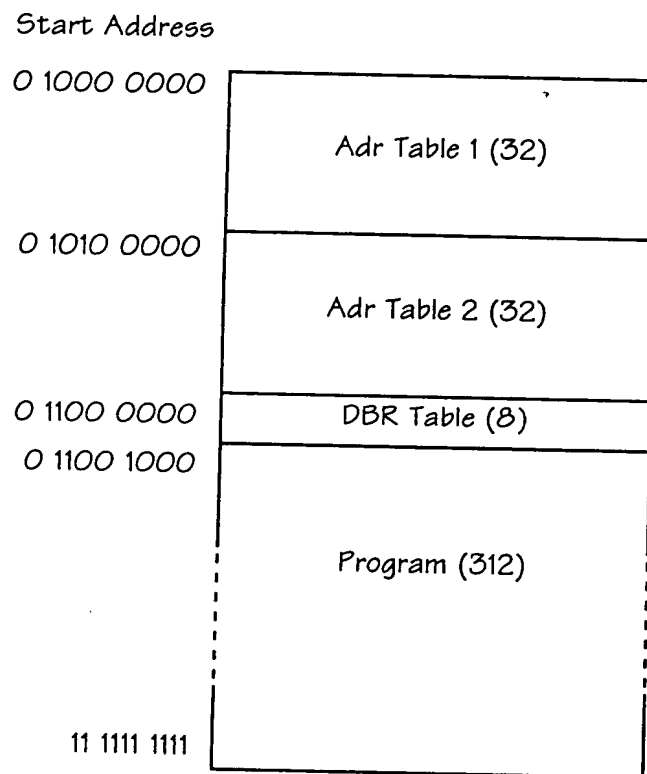 Start Address
0 1000 0000
Adr Table 1 (32)
0 1010 0000
Adr Table 2 (32)
0 1100 0000
DBR Table (8)
0 1100 1000
Program (312)
11 1111 1111